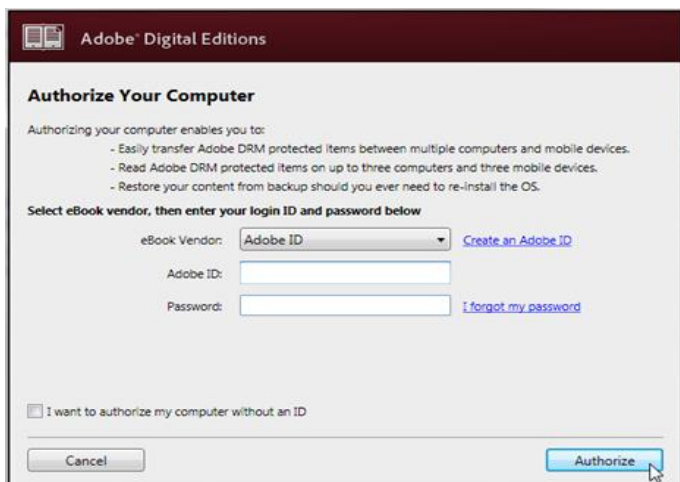 Adobe® Digital Editions
Authorize Your Computer
Authorizing your computer enables you to:
- Easily transfer Adobe DRM protected items between multiple computers and mobile devices.
- Read Adobe DRM protected items on up to three computers and three mobile devices.
- Restore your content from backup should you ever need to re-install the OS.
Select eBook vendor, then enter your login ID and password below
eBook Vendor: Adobe ID Create an Adobe ID
Adobe ID:
Password: I forgot my password
I want to authorize my computer without an ID
Cancel Authorize